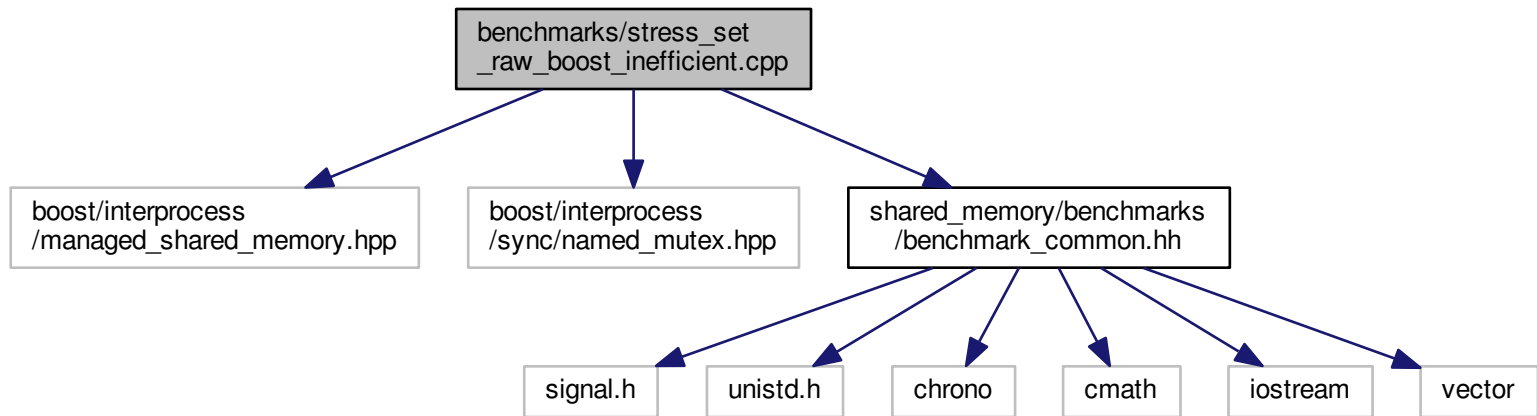 benchmarks/stress_set
_raw_boost_inefficient.cpp
boost/interprocess
/managed_shared_memory.hpp
boost/interprocess
/sync/named_mutex.hpp
shared_memory/benchmarks
/benchmark_common.hh
signal.h
unistd.h
chrono
cmath
iostream
vector